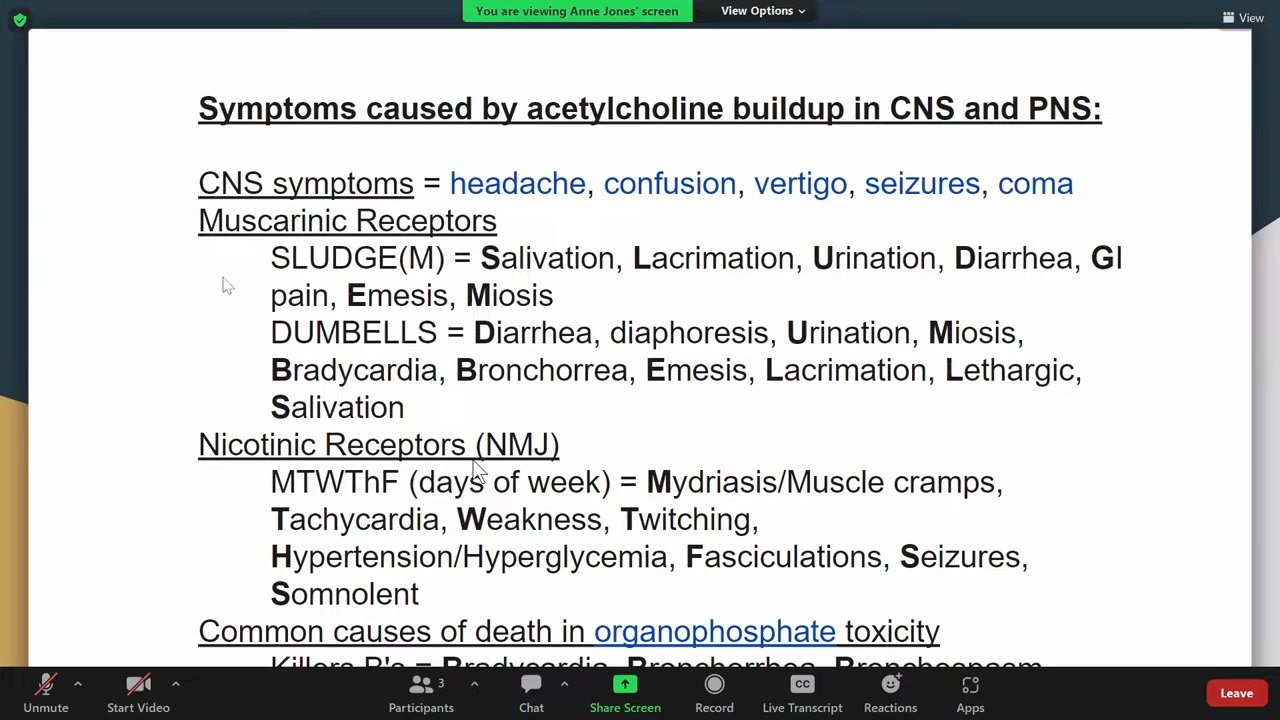 You are viewing Anne Jones' screen
View Options
View
Symptoms caused by acetylcholine buildup in CNS and PNS:
CNS symptoms = headache, confusion, vertigo, seizures, coma
Muscarinic Receptors
SLUDGE(M) = Salivation, Lacrimation, Urination, Diarrhea, GI
pain, Emesis, Miosis
DUMBELLS = Diarrhea, diaphoresis, Urination, Miosis,
Bradycardia, Bronchorrea, Emesis, Lacrimation, Lethargic,
Salivation
Nicotinic Receptors (NMJ)
MTWThF (days of week) = Mydriasis/Muscle cramps,
Tachycardia, Weakness, Twitching,
Hypertension/Hyperglycemia, Fasciculations, Seizures,
Somnolent
Common causes of death in organophosphate toxicity
Killers B's = Bradycardia, Bronchorrhea, Bronchospasm
Unmute
Start Video
3
Participants
Chat
Share Screen
Record
CC
Live Transcript
Reactions
Apps
Leave